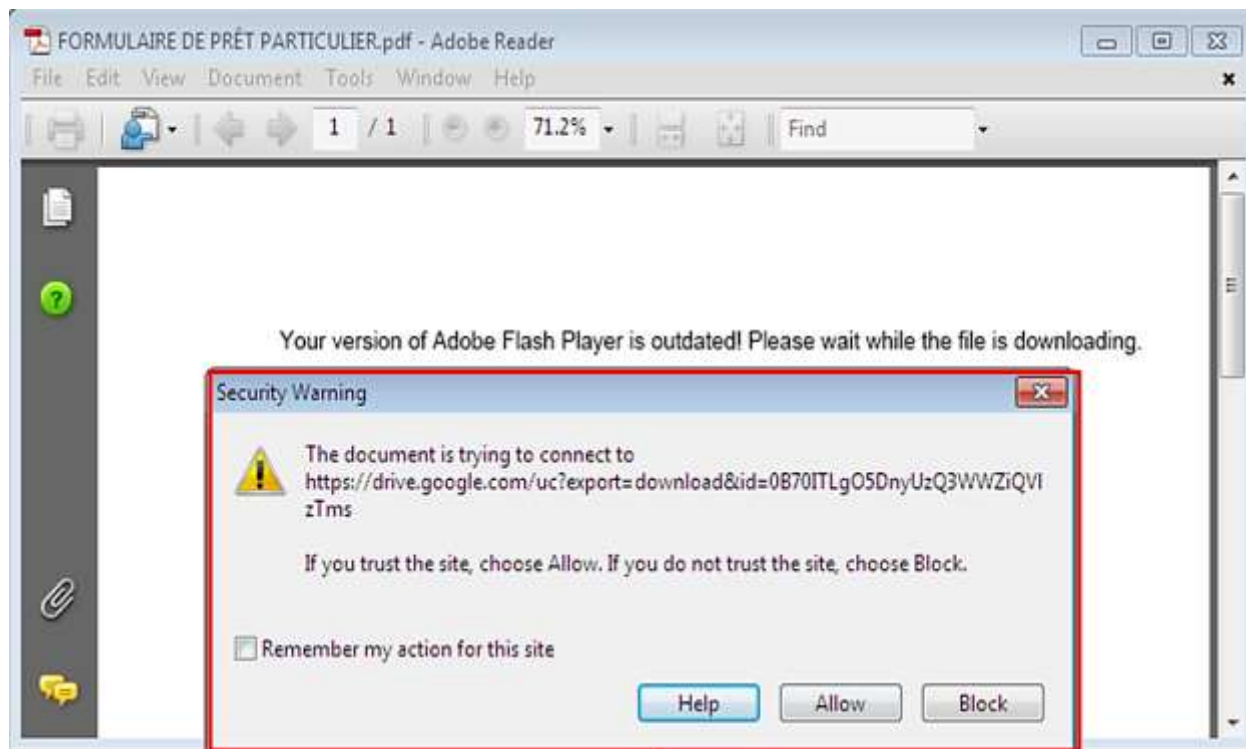 FORMULAIRE DE PRÊT PARTICULIER.pdf - Adobe Reader
File Edit View Document Tools Window Help
1 / 1 71.2% Find
Your version of Adobe Flash Player is outdated! Please wait while the file is downloading.
Security Warning
The document is trying to connect to
https://drive.google.com/uc?export=download&id=0B70ITLgO5DnyUzQ3WWZiQVl
zTms
If you trust the site, choose Allow. If you do not trust the site, choose Block.
Remember my action for this site
Help Allow Block